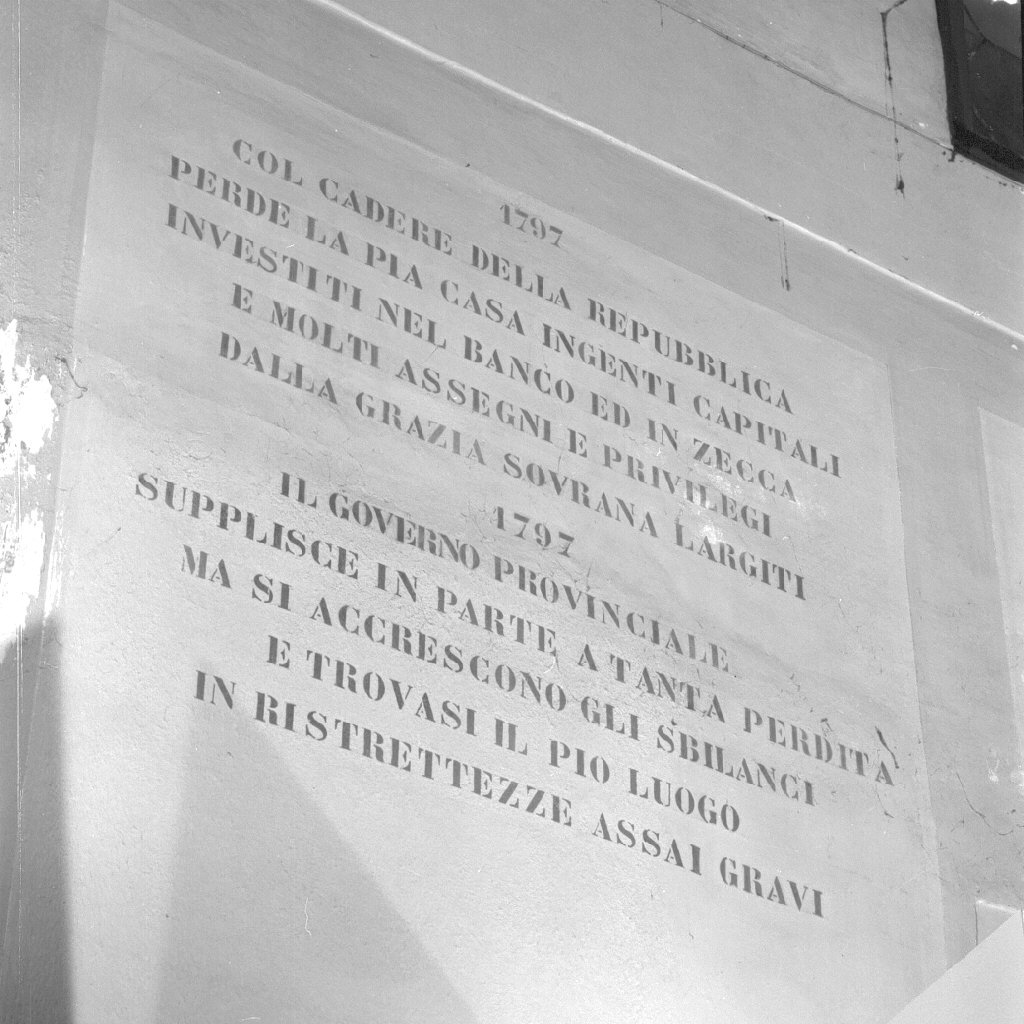 1797
COL CADERE DELLA REPUBBLICA
PERDE LA PIA CASA INGENTI CAPITALI
INVESTITI NEL BANCO ED IN ZECCA
E MOLTI ASSEGNI E PRIVILEGI
DALLA GRAZIA SOVRANA LARGITI
1797
IL GOVERNO PROVINCIALE
SUPPLISCE IN PARTE A TANTA PERDITA
MA SI ACCRESCONO GLI SBILANCI
E TROVASI IL PIO LUOGO
IN RISTRETTEZZE ASSAI GRAVI